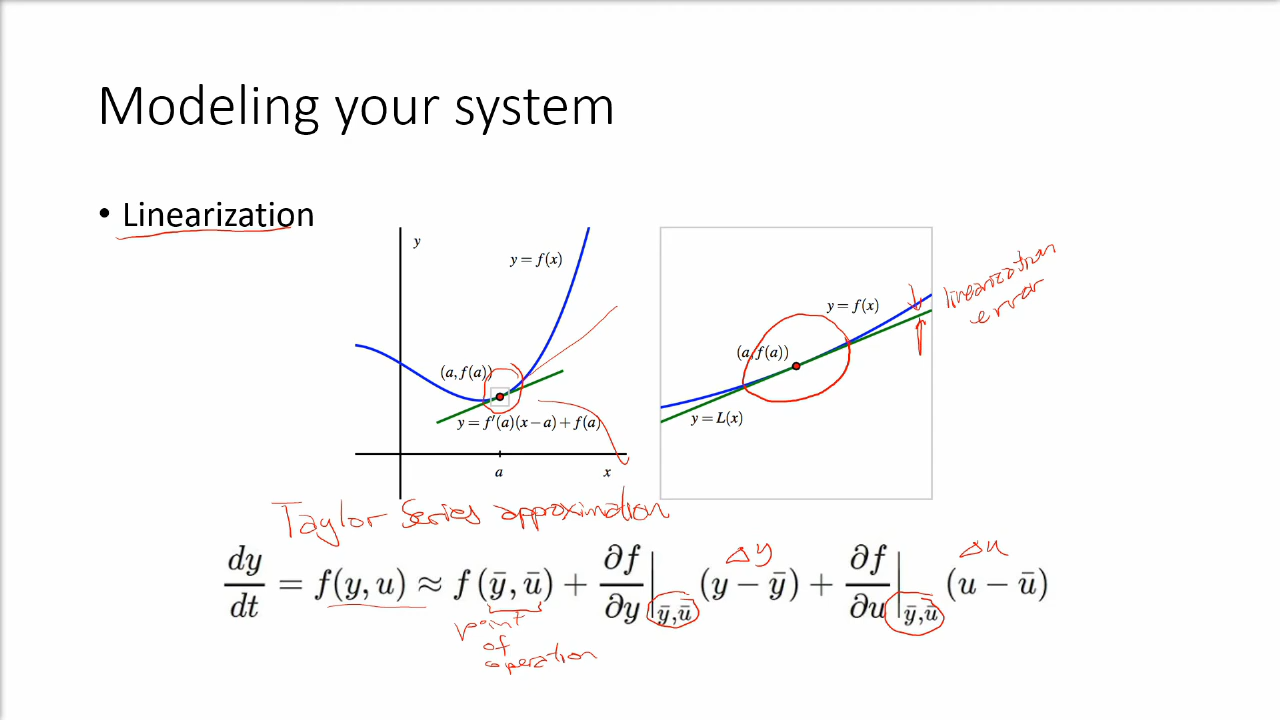 Modeling your system
• Linearization
y
y = f(x)
(a, f(a))
y = f′(a)(x − a) + f(a)
a
x
y = f(x)
(a, f(a))
y = L(x)
linearization
error
Taylor Series approximation
Δy
Δu
dy/dt = f(y, u) ≈ f(ȳ, ū) + ∂f/∂y|ȳ,ū (y − ȳ) + ∂f/∂u|ȳ,ū (u − ū)
point
of
operation